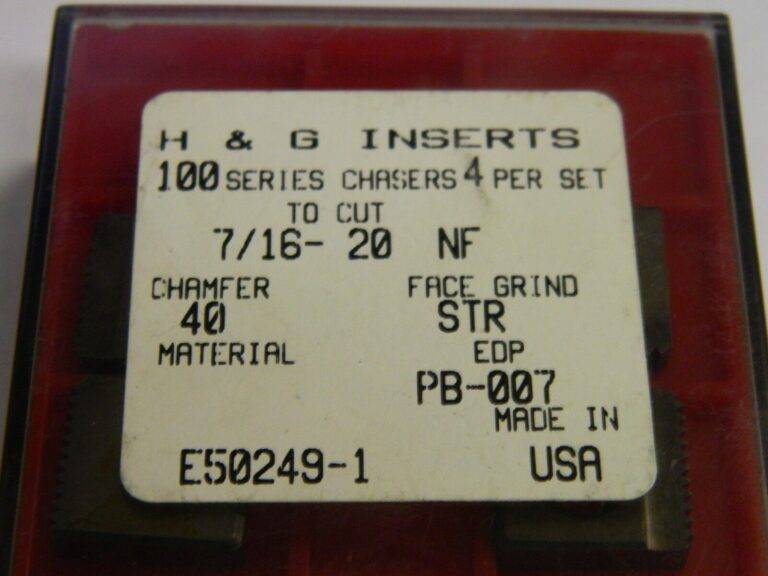 H & G INSERTS
100 SERIES CHASERS 4 PER SET
TO CUT
7/16- 20 NF
CHAMFER FACE GRIND
40 STR
MATERIAL EDP
PB-007
MADE IN
E50249-1 USA